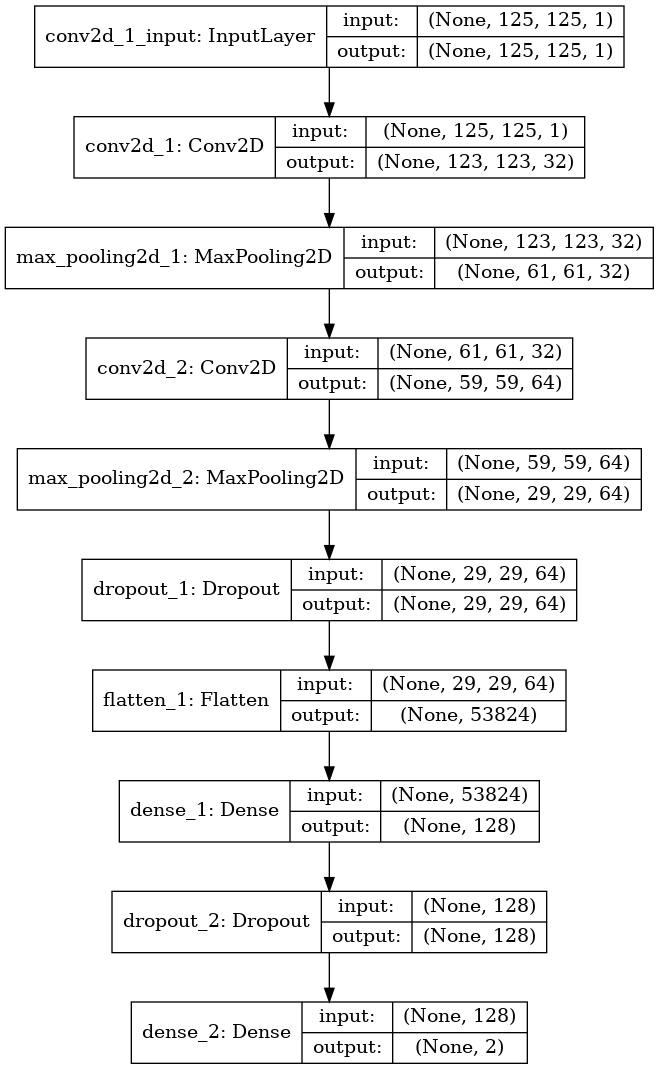 conv2d_1_input: InputLayer
input: (None, 125, 125, 1)
output: (None, 125, 125, 1)
conv2d_1: Conv2D
input: (None, 125, 125, 1)
output: (None, 123, 123, 32)
max_pooling2d_1: MaxPooling2D
input: (None, 123, 123, 32)
output: (None, 61, 61, 32)
conv2d_2: Conv2D
input: (None, 61, 61, 32)
output: (None, 59, 59, 64)
max_pooling2d_2: MaxPooling2D
input: (None, 59, 59, 64)
output: (None, 29, 29, 64)
dropout_1: Dropout
input: (None, 29, 29, 64)
output: (None, 29, 29, 64)
flatten_1: Flatten
input: (None, 29, 29, 64)
output: (None, 53824)
dense_1: Dense
input: (None, 53824)
output: (None, 128)
dropout_2: Dropout
input: (None, 128)
output: (None, 128)
dense_2: Dense
input: (None, 128)
output: (None, 2)